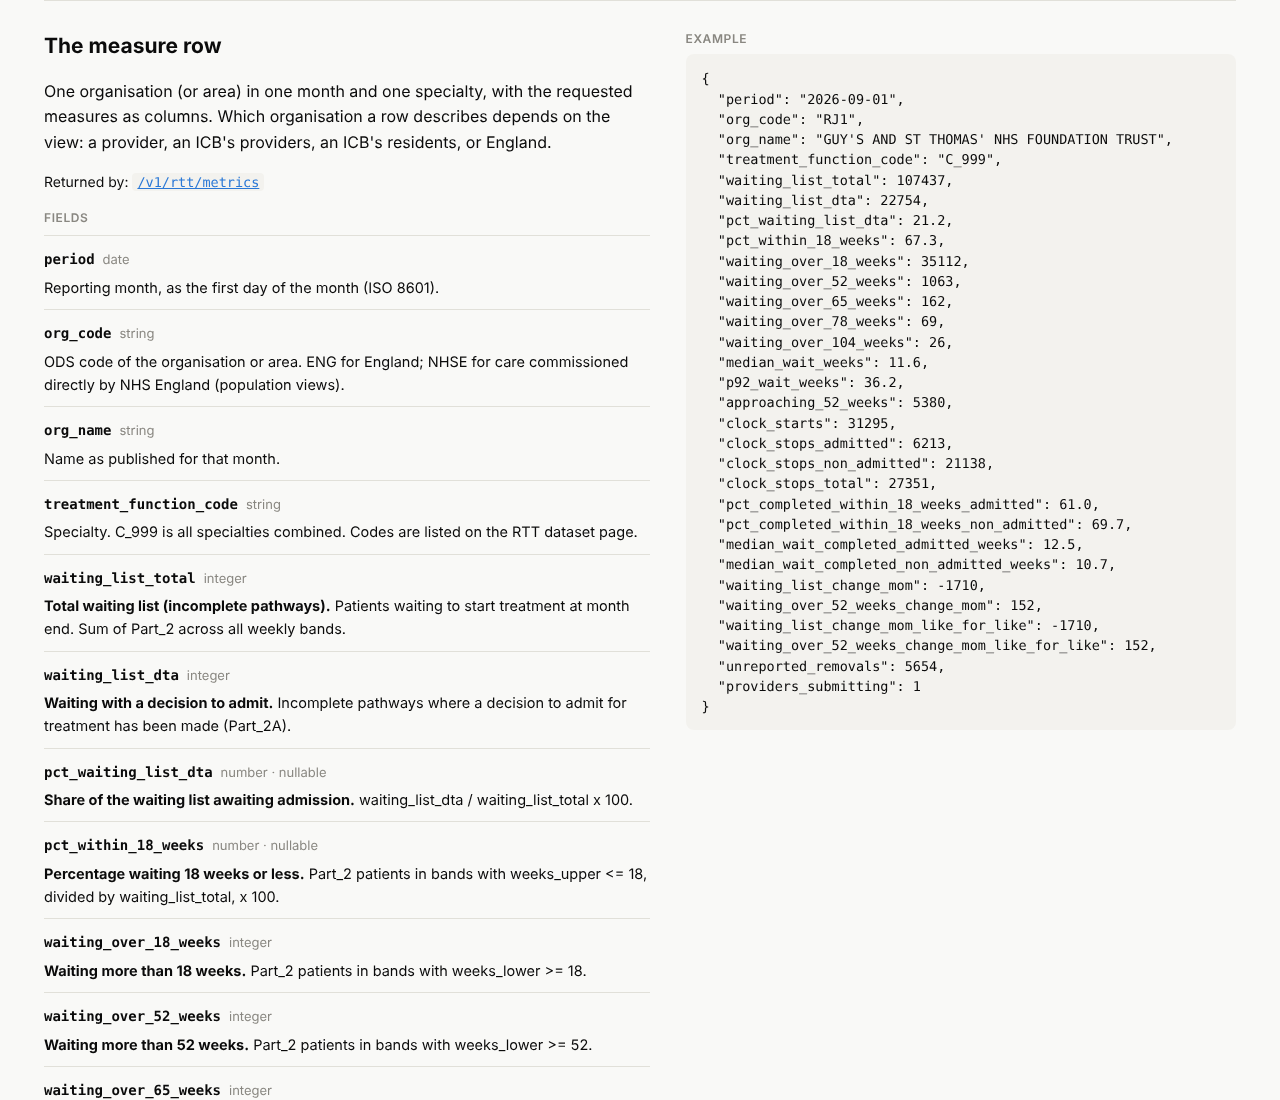 The measure row
One organisation (or area) in one month and one specialty, with the requested
measures as columns. Which organisation a row describes depends on the
view: a provider, an ICB's providers, an ICB's residents, or England.
Returned by: /v1/rtt/metrics
FIELDS
period date
Reporting month, as the first day of the month (ISO 8601).
org_code string
ODS code of the organisation or area. ENG for England; NHSE for care commissioned
directly by NHS England (population views).
org_name string
Name as published for that month.
treatment_function_code string
Specialty. C_999 is all specialties combined. Codes are listed on the RTT dataset page.
waiting_list_total integer
Total waiting list (incomplete pathways). Patients waiting to start treatment at month
end. Sum of Part_2 across all weekly bands.
waiting_list_dta integer
Waiting with a decision to admit. Incomplete pathways where a decision to admit for
treatment has been made (Part_2A).
pct_waiting_list_dta number · nullable
Share of the waiting list awaiting admission. waiting_list_dta / waiting_list_total x 100.
pct_within_18_weeks number · nullable
Percentage waiting 18 weeks or less. Part_2 patients in bands with weeks_upper <= 18,
divided by waiting_list_total, x 100.
waiting_over_18_weeks integer
Waiting more than 18 weeks. Part_2 patients in bands with weeks_lower >= 18.
waiting_over_52_weeks integer
Waiting more than 52 weeks. Part_2 patients in bands with weeks_lower >= 52.
waiting_over_65_weeks integer
EXAMPLE
{
  "period": "2026-09-01",
  "org_code": "RJ1",
  "org_name": "GUY'S AND ST THOMAS' NHS FOUNDATION TRUST",
  "treatment_function_code": "C_999",
  "waiting_list_total": 107437,
  "waiting_list_dta": 22754,
  "pct_waiting_list_dta": 21.2,
  "pct_within_18_weeks": 67.3,
  "waiting_over_18_weeks": 35112,
  "waiting_over_52_weeks": 1063,
  "waiting_over_65_weeks": 162,
  "waiting_over_78_weeks": 69,
  "waiting_over_104_weeks": 26,
  "median_wait_weeks": 11.6,
  "p92_wait_weeks": 36.2,
  "approaching_52_weeks": 5380,
  "clock_starts": 31295,
  "clock_stops_admitted": 6213,
  "clock_stops_non_admitted": 21138,
  "clock_stops_total": 27351,
  "pct_completed_within_18_weeks_admitted": 61.0,
  "pct_completed_within_18_weeks_non_admitted": 69.7,
  "median_wait_completed_admitted_weeks": 12.5,
  "median_wait_completed_non_admitted_weeks": 10.7,
  "waiting_list_change_mom": -1710,
  "waiting_over_52_weeks_change_mom": 152,
  "waiting_list_change_mom_like_for_like": -1710,
  "waiting_over_52_weeks_change_mom_like_for_like": 152,
  "unreported_removals": 5654,
  "providers_submitting": 1
}